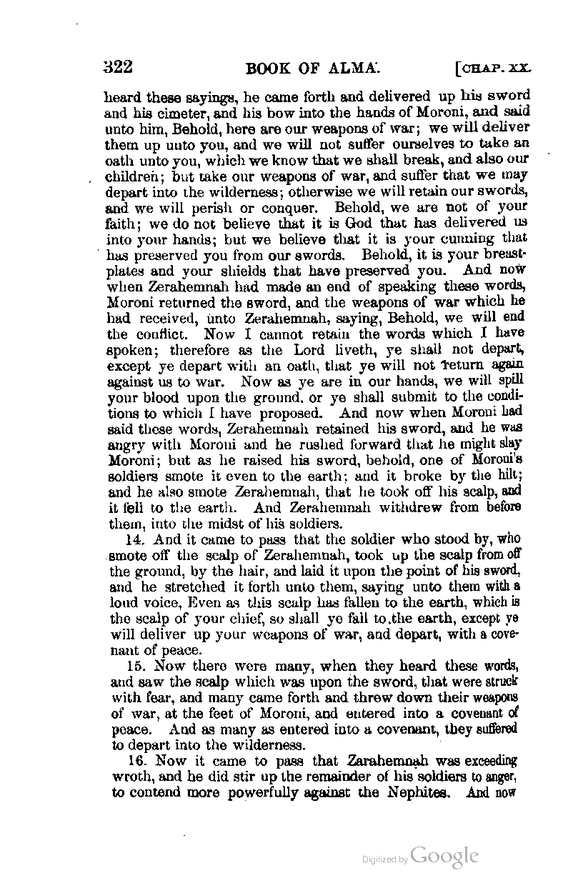 322 BOOK OF ALMA. [CHAP. XX.
heard these sayings, he came forth and delivered up his sword
and his cimeter, and his bow into the hands of Moroni, and said
unto him, Behold, here are our weapons of war; we will deliver
them up unto you, and we will not suffer ourselves to take an
oath unto you, which we know that we shall break, and also our
children; but take our weapons of war, and suffer that we may
depart into the wilderness; otherwise we will retain our swords,
and we will perish or conquer. Behold, we are not of your
faith; we do not believe that it is God that has delivered us
into your hands; but we believe that it is your cunning that
has preserved you from our swords. Behold, it is your breast-
plates and your shields that have preserved you. And now
when Zerahemnah had made an end of speaking these words,
Moroni returned the sword, and the weapons of war which he
had received, unto Zerahemnah, saying, Behold, we will end
the conflict. Now I cannot retain the words which I have
spoken; therefore as the Lord liveth, ye shall not depart,
except ye depart with an oath, that ye will not return again
against us to war. Now as ye are in our hands, we will spill
your blood upon the ground, or ye shall submit to the condi-
tions to which I have proposed. And now when Moroni had
said these words, Zerahemnah retained his sword, and he was
angry with Moroni and he rushed forward that he might slay
Moroni; but as he raised his sword, behold, one of Moroni's
soldiers smote it even to the earth; and it broke by the hilt;
and he also smote Zerahemnah, that he took off his scalp, and
it fell to the earth. And Zerahemnah withdrew from before
them, into the midst of his soldiers.
14. And it came to pass that the soldier who stood by, who
smote off the scalp of Zerahemnah, took up the scalp from off
the ground, by the hair, and laid it upon the point of his sword,
and he stretched it forth unto them, saying unto them with a
loud voice, Even as this scalp has fallen to the earth, which is
the scalp of your chief, so shall ye fall to the earth, except ye
will deliver up your weapons of war, and depart, with a cove-
nant of peace.
15. Now there were many, when they heard these words,
and saw the scalp which was upon the sword, that were struck
with fear, and many came forth and threw down their weapons
of war, at the feet of Moroni, and entered into a covenant of
peace. And as many as entered into a covenant, they suffered
to depart into the wilderness.
16. Now it came to pass that Zarahemnah was exceeding
wroth, and he did stir up the remainder of his soldiers to anger,
to contend more powerfully against the Nephites. And now
Digitized by Google